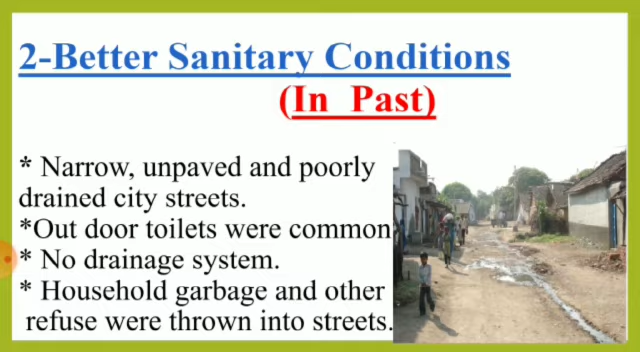 2-Better Sanitary Conditions
(In Past)
* Narrow, unpaved and poorly
drained city streets.
*Out door toilets were common
* No drainage system.
* Household garbage and other
refuse were thrown into streets.